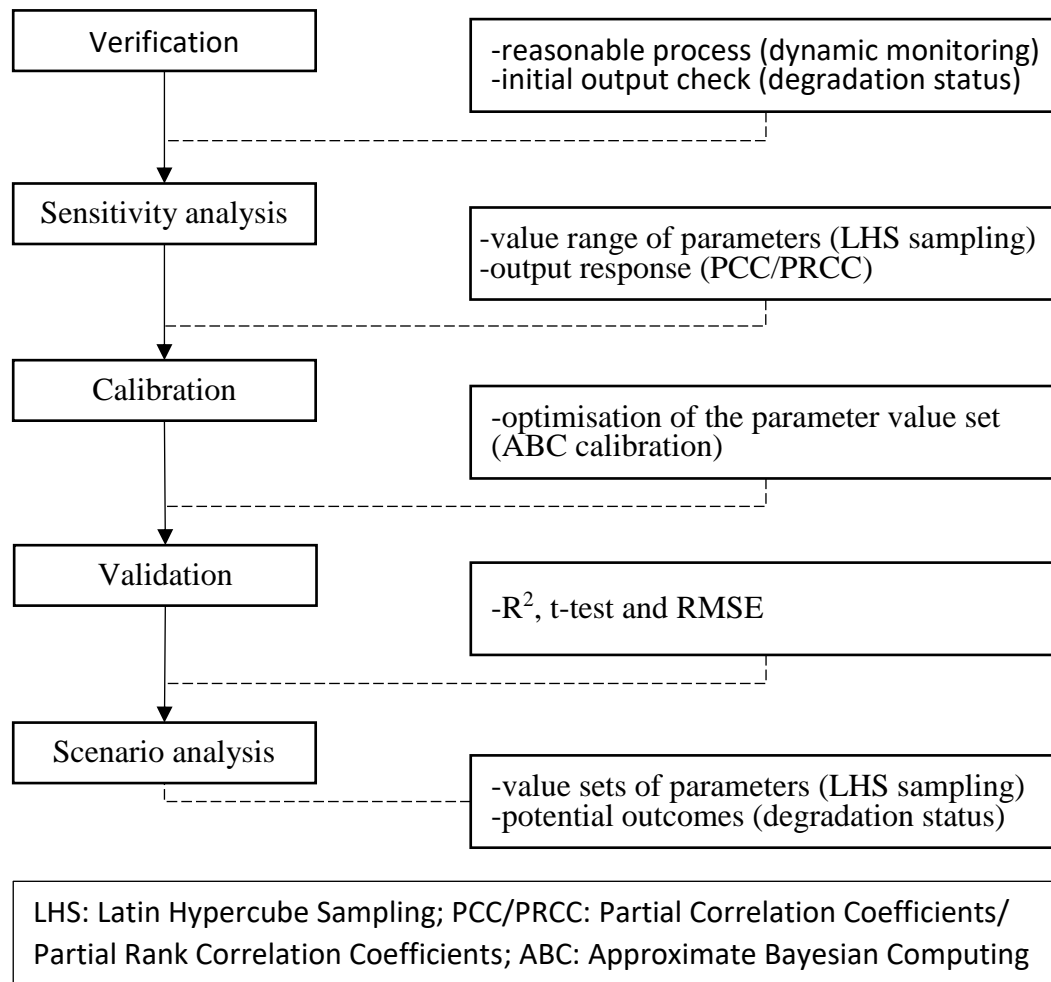 Verification
-reasonable process (dynamic monitoring)
-initial output check (degradation status)
Sensitivity analysis
-value range of parameters (LHS sampling)
-output response (PCC/PRCC)
Calibration
-optimisation of the parameter value set
(ABC calibration)
Validation
-R², t-test and RMSE
Scenario analysis
-value sets of parameters (LHS sampling)
-potential outcomes (degradation status)
LHS: Latin Hypercube Sampling; PCC/PRCC: Partial Correlation Coefficients/
Partial Rank Correlation Coefficients; ABC: Approximate Bayesian Computing